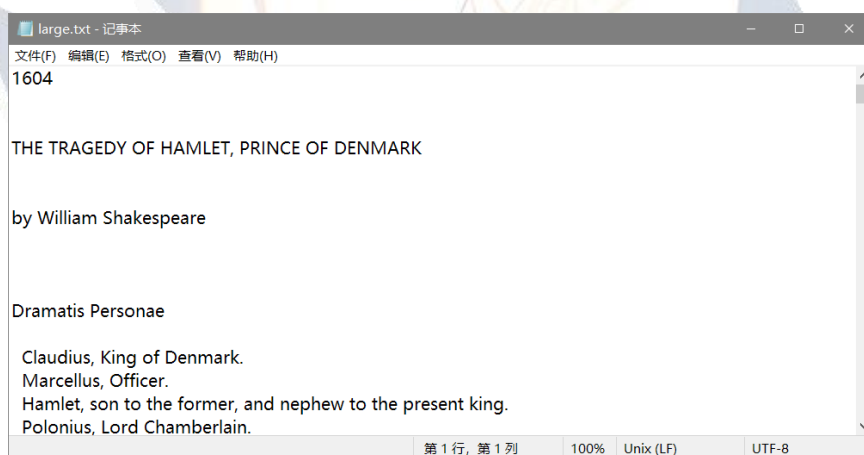 large.txt - 记事本
文件(F) 编辑(E) 格式(O) 查看(V) 帮助(H)
1604
THE TRAGEDY OF HAMLET, PRINCE OF DENMARK
by William Shakespeare
Dramatis Personae
Claudius, King of Denmark.
Marcellus, Officer.
Hamlet, son to the former, and nephew to the present king.
Polonius, Lord Chamberlain.
第 1 行，第 1 列 100% Unix (LF) UTF-8